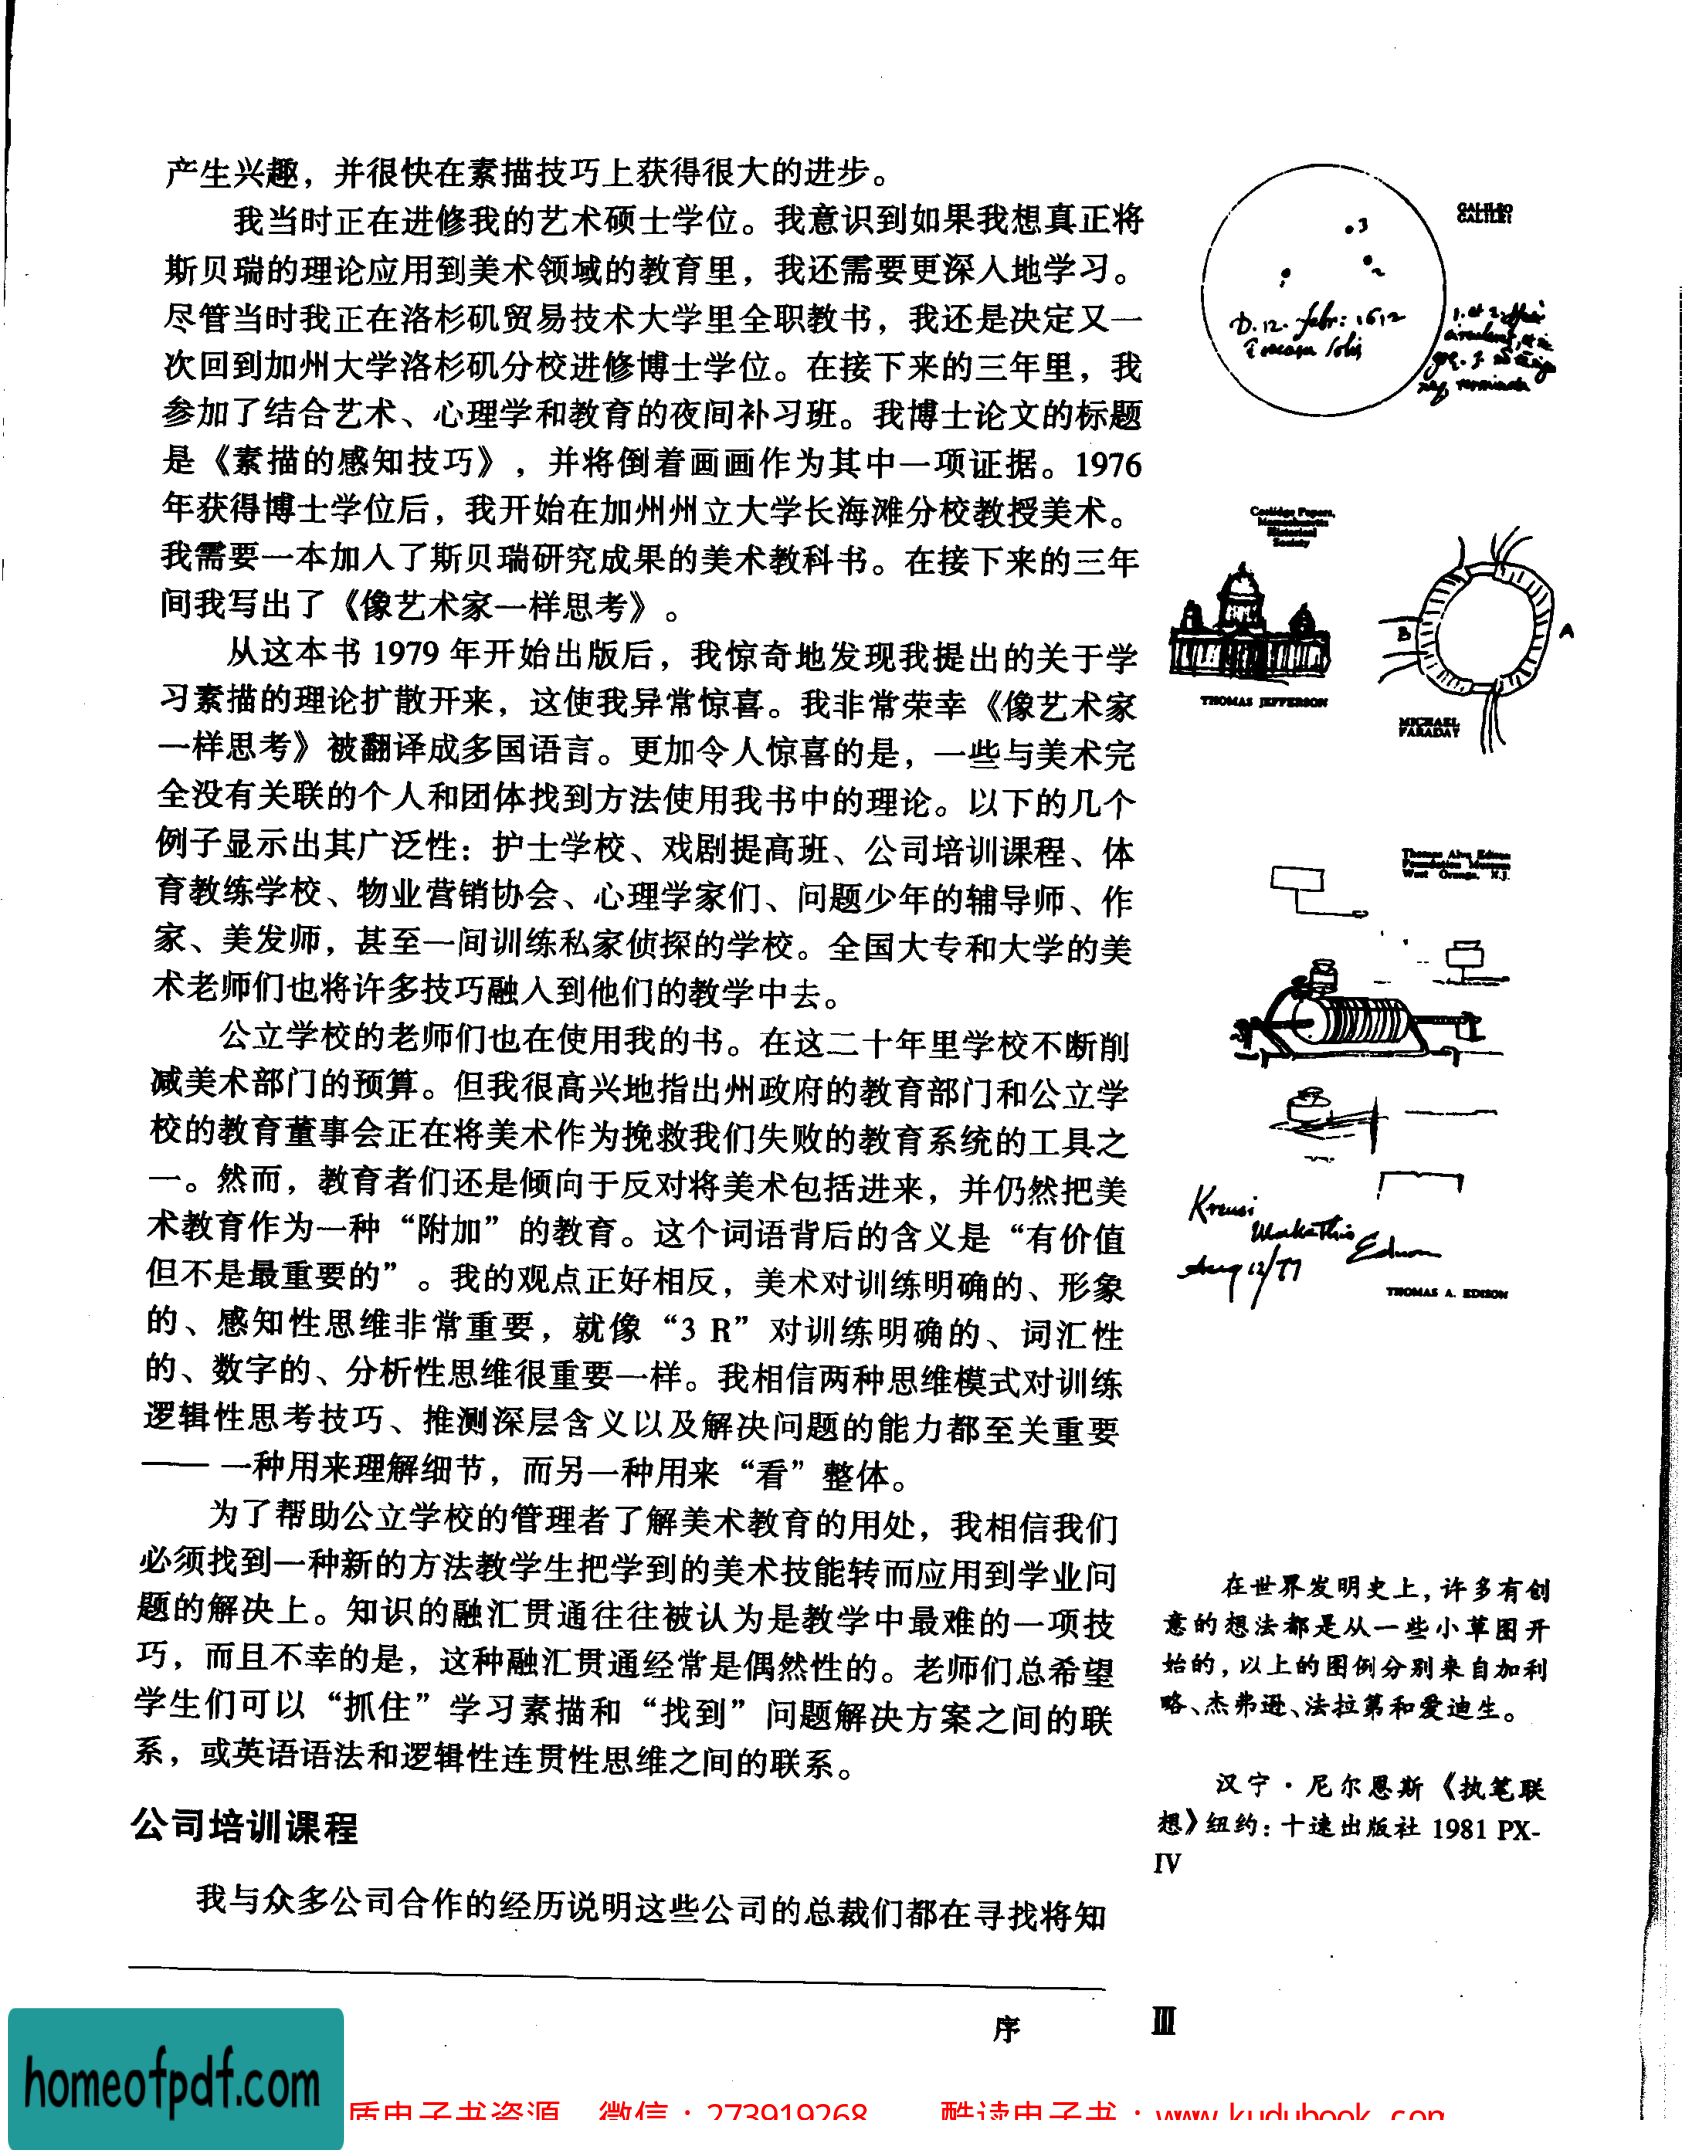 产生兴趣，并很快在素描技巧上获得很大的进步。
我当时正在进修我的艺术硕士学位。我意识到如果我想真正将
斯贝瑞的理论应用到美术领域的教育里，我还需要更深入地学习。
尽管当时我正在洛杉矶贸易技术大学里全职教书，我还是决定又一
次回到加州大学洛杉矶分校进修博士学位。在接下来的三年里，我
参加了结合艺术、心理学和教育的夜间补习班。我博士论文的标题
是《素描的感知技巧》，并将倒着画画作为其中一项证据。1976
年获得博士学位后，我开始在加州州立大学长海滩分校教授美术。
我需要一本加入了斯贝瑞研究成果的美术教科书。在接下来的三年
间我写出了《像艺术家一样思考》。
从这本书 1979 年开始出版后，我惊奇地发现我提出的关于学
习素描的理论扩散开来，这使我异常惊喜。我非常荣幸《像艺术家
一样思考》被翻译成多国语言。更加令人惊喜的是，一些与美术完
全没有关联的个人和团体找到方法使用我书中的理论。以下的几个
例子显示出其广泛性：护士学校、戏剧提高班、公司培训课程、体
育教练学校、物业营销协会、心理学家们、问题少年的辅导师、作
家、美发师，甚至一间训练私家侦探的学校。全国大专和大学的美
术老师们也将许多技巧融入到他们的教学中去。
公立学校的老师们也在使用我的书。在这二十年里学校不断削
减美术部门的预算。但我很高兴地指出州政府的教育部门和公立学
校的教育董事会正在将美术作为挽救我们失败的教育系统的工具之
一。然而，教育者们还是倾向于反对将美术包括进来，并仍然把美
术教育作为一种“附加”的教育。这个词语背后的含义是“有价值
但不是最重要的”。我的观点正好相反，美术对训练明确的、形象
的、感知性思维非常重要，就像“3 R”对训练明确的、词汇性
的、数字的、分析性思维很重要一样。我相信两种思维模式对训练
逻辑性思考技巧、推测深层含义以及解决问题的能力都至关重要
—— 一种用来理解细节，而另一种用来“看”整体。
为了帮助公立学校的管理者了解美术教育的用处，我相信我们
必须找到一种新的方法教学生把学到的美术技能转而应用到学业问
题的解决上。知识的融汇贯通往往被认为是教学中最难的一项技
巧，而且不幸的是，这种融汇贯通经常是偶然性的。老师们总希望
学生们可以“抓住”学习素描和“找到”问题解决方案之间的联
系，或英语语法和逻辑性连贯性思维之间的联系。
公司培训课程
我与众多公司合作的经历说明这些公司的总裁们都在寻找将知
GALILEO
GALILEI
3
D. 12. febr: 1612
Coolidge Papers,
Massachusetts
Historical
Society
THOMAS JEFFERSON
B
A
MICHAEL
FARADAY
Thomas Alva Edison
Foundation Museum
West Orange, N.J.
Kreusi
Make This
Edison
Aug 12/77
THOMAS A. EDISON
在世界发明史上，许多有创
意的想法都是从一些小草图开
始的，以上的图例分别来自加利
略、杰弗逊、法拉第和爱迪生。
汉宁·尼尔恩斯《执笔联
想》纽约：十速出版社 1981 PX-
IV
序 III
homeofpdf.com
质电子书资源 微信：273919268 酷读电子书：www.kudubook.com